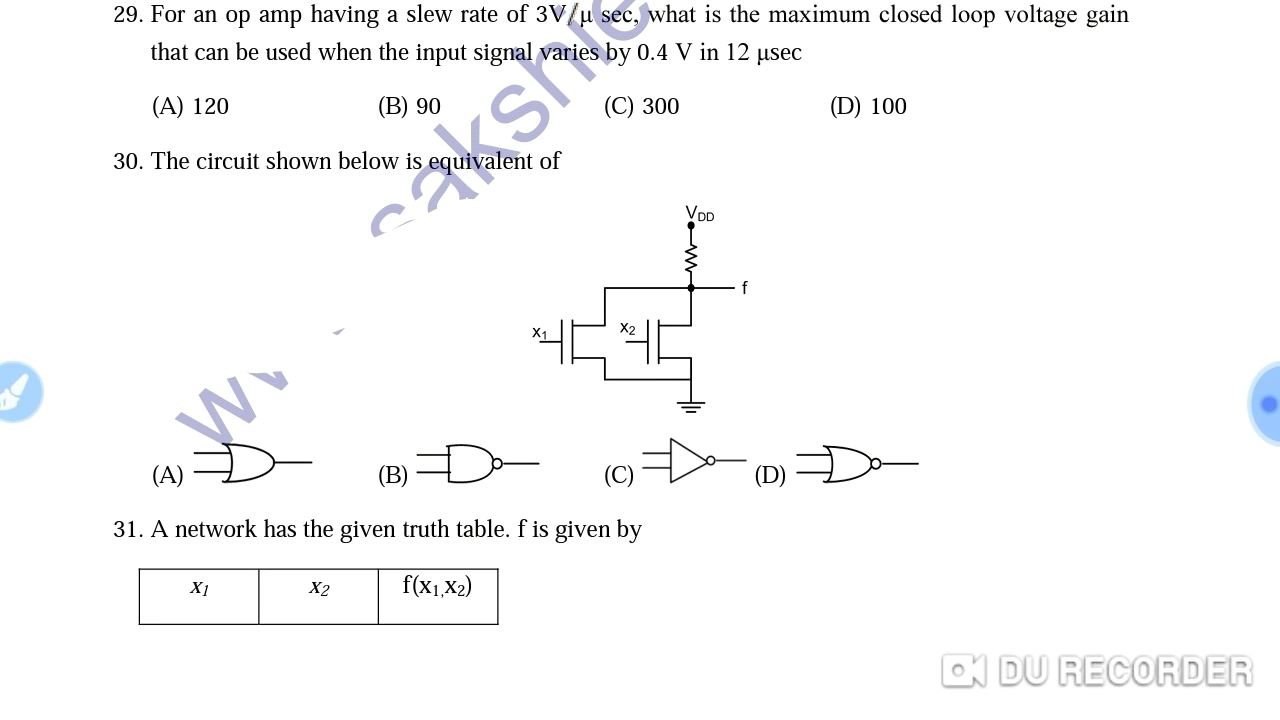 29. For an op amp having a slew rate of 3V/μ sec, what is the maximum closed loop voltage gain
that can be used when the input signal varies by 0.4 V in 12 μsec
(A) 120 (B) 90 (C) 300 (D) 100
30. The circuit shown below is equivalent of
V_DD
f
x₁ x₂
(A) (B) (C) (D)
31. A network has the given truth table. f is given by
x₁ x₂ f(x₁,x₂)
DU RECORDER